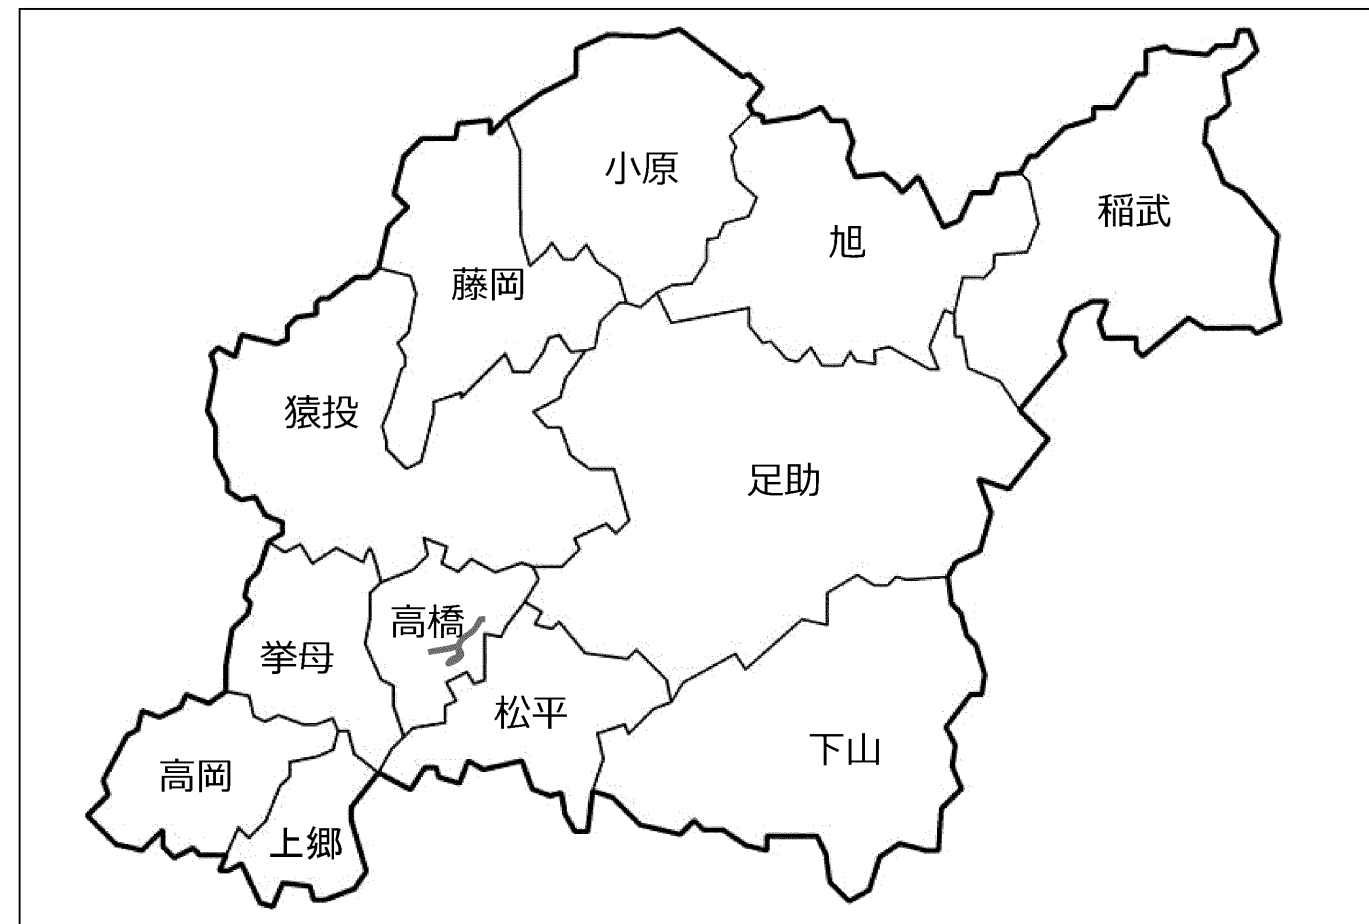 小原
稲武
旭
藤岡
猿投
足助
高橋
挙母
松平
下山
高岡
上郷